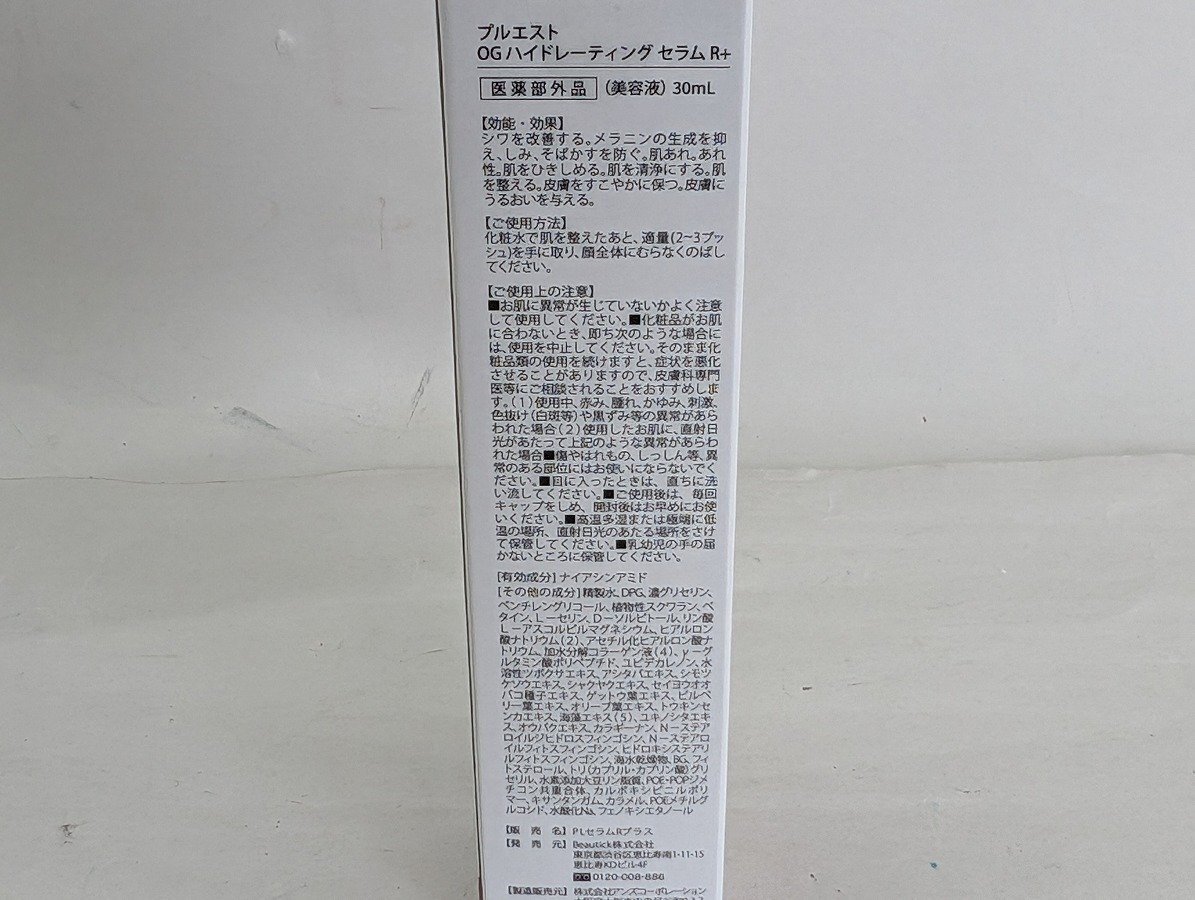 プルエスト
OG ハイドレーティング セラム R+
医薬部外品 (美容液) 30mL
【効能・効果】
シワを改善する。メラニンの生成を抑
え、しみ、そばかすを防ぐ。肌あれ。あれ
性。肌をひきしめる。肌を清浄にする。肌
を整える。皮膚をすこやかに保つ。皮膚に
うるおいを与える。
【ご使用方法】
化粧水で肌を整えたあと、適量(2~3プッ
シュ)を手に取り、顔全体にむらなくのばし
てください。
【ご使用上の注意】
■お肌に異常が生じていないかよく注意
して使用してください。■化粧品がお肌
に合わないとき、即ち次のような場合に
は、使用を中止してください。そのまま化
粧品類の使用を続けますと、症状を悪化
させることがありますので、皮膚科専門
医等にご相談されることをおすすめしま
す。(1)使用中、赤み、腫れ、かゆみ、刺激、
色抜け(白斑等)や黒ずみ等の異常があら
われた場合(2)使用したお肌に、直射日
光があたって上記のような異常があらわ
れた場合■傷やはれもの、しっしん等、異
常のある部位にはお使いにならないでく
ださい。■目に入ったときは、直ちに洗
い流してください。■ご使用後は、毎回
キャップをしめ、開封後はお早めにお使
いください。■高温多湿または極端に低
温の場所、直射日光のあたる場所をさけ
て保管してください。■乳幼児の手の届
かないところに保管してください。
[有効成分]ナイアシンアミド
[その他の成分]精製水、DPG、濃グリセリン、
ペンチレングリコール、植物性スクワラン、ベ
タイン、L-セリン、D-ソルビトール、リン酸
L-アスコルビルマグネシウム、ヒアルロン
酸ナトリウム(2)、アセチル化ヒアルロン酸ナ
トリウム、加水分解コラーゲン液(4)、γ-グ
ルタミン酸ポリペプチド、ユビデカレノン、水
溶性ツボクサエキス、アシタバエキス、シモツ
ケソウエキス、シャクヤクエキス、セイヨウオオ
バコ種子エキス、ゲットウ葉エキス、ビルベ
リー葉エキス、オリーブ葉エキス、トウキンセ
ンカエキス、海藻エキス(5)、ユキノシタエキ
ス、オウバクエキス、カラギーナン、N-ステア
ロイルジヒドロスフィンゴシン、N-ステアロ
イルフィトスフィンゴシン、ヒドロキシステアリ
ルフィトスフィンゴシン、海水乾燥物、BG、フィ
トステロール、トリ(カプリル・カプリン酸)グリ
セリル、水素添加大豆リン脂質、POE・POPジメ
チコン共重合体、カルボキシビニルポリ
マー、キサンタンガム、カラメル、POEメチルグ
ルコシド、水酸化Na、フェノキシエタノール
【販売名】PLセラムRプラス
【発売元】Beautick株式会社
東京都渋谷区恵比寿南1-11-15
恵比寿KDビル4F
0120-008-888
【製造販売元】株式会社アンズコーポレーション